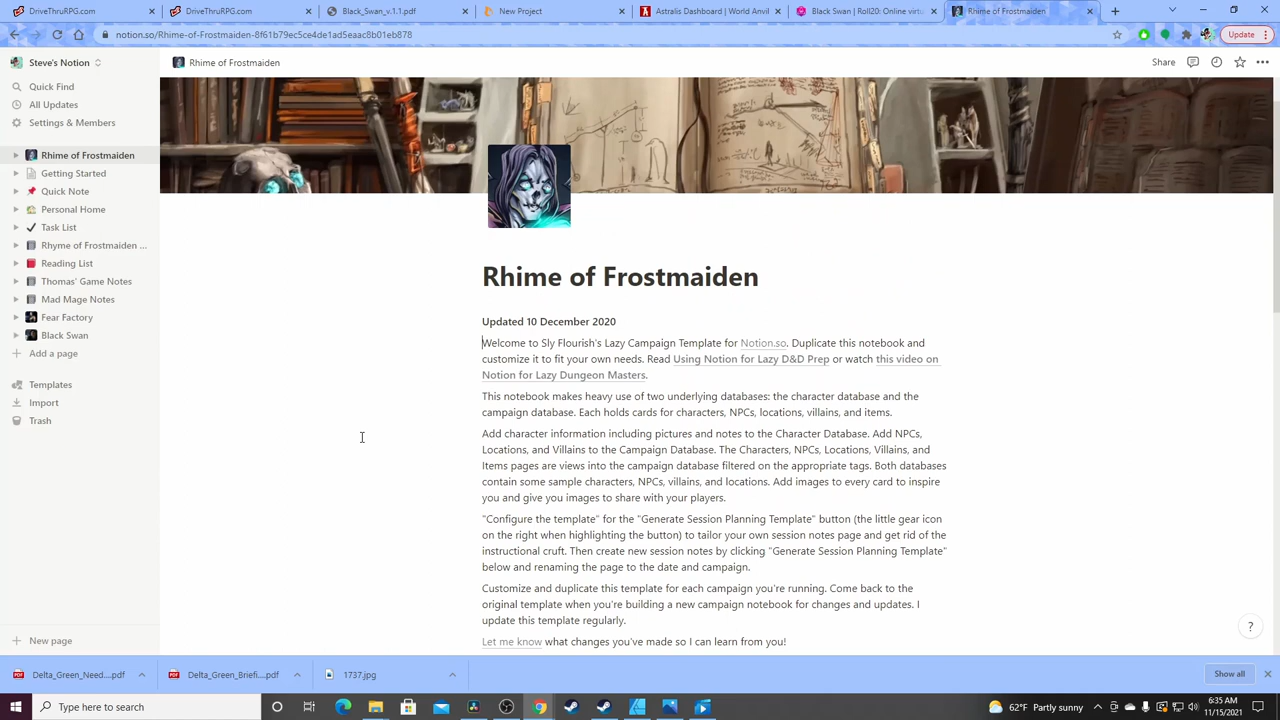 RhimeThruRPG.com
DriveThruRPG.com
Black_Swan_v.1.1.pdf
New Project
Astralis Dashboard | World Anvil
Black Swan | Roll20: Online virtu
Rhime of Frostmaiden
notion.so/Rhime-of-Frostmaiden-8f61b79ec5ce4de1ad5eaac8b01eb878
Update
Steve's Notion
Rhime of Frostmaiden
Share
Quick Find
All Updates
Settings & Members
Rhime of Frostmaiden
Getting Started
Quick Note
Personal Home
Task List
Rhyme of Frostmaiden ...
Reading List
Thomas' Game Notes
Mad Mage Notes
Fear Factory
Black Swan
Add a page
Templates
Import
Trash
New page
Rhime of Frostmaiden
Updated 10 December 2020
Welcome to Sly Flourish's Lazy Campaign Template for Notion.so. Duplicate this notebook and
customize it to fit your own needs. Read Using Notion for Lazy D&D Prep or watch this video on
Notion for Lazy Dungeon Masters.
This notebook makes heavy use of two underlying databases: the character database and the
campaign database. Each holds cards for characters, NPCs, locations, villains, and items.
Add character information including pictures and notes to the Character Database. Add NPCs,
Locations, and Villains to the Campaign Database. The Characters, NPCs, Locations, Villains, and
Items pages are views into the campaign database filtered on the appropriate tags. Both databases
contain some sample characters, NPCs, villains, and locations. Add images to every card to inspire
you and give you images to share with your players.
"Configure the template" for the "Generate Session Planning Template" button (the little gear icon
on the right when highlighting the button) to tailor your own session notes page and get rid of the
instructional cruft. Then create new session notes by clicking "Generate Session Planning Template"
below and renaming the page to the date and campaign.
Customize and duplicate this template for each campaign you're running. Come back to the
original template when you're building a new campaign notebook for changes and updates. I
update this template regularly.
Let me know what changes you've made so I can learn from you!
?
Delta_Green_Need....pdf
Delta_Green_Briefi....pdf
1737.jpg
Show all
Type here to search
62°F Partly sunny
6:35 AM
11/15/2021